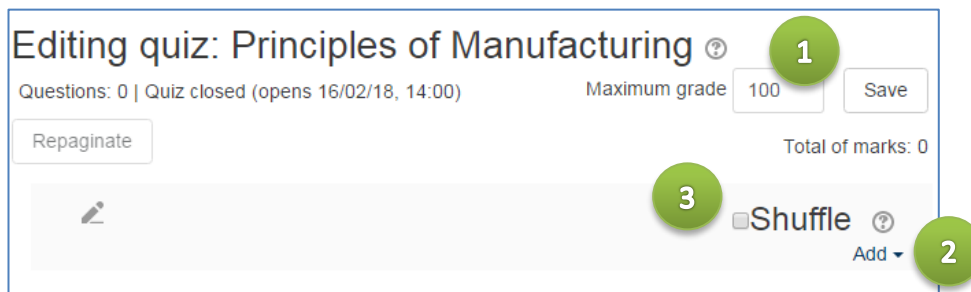 Editing quiz: Principles of Manufacturing ?
1
Questions: 0 | Quiz closed (opens 16/02/18, 14:00)
Maximum grade 100 Save
Repaginate
Total of marks: 0
3
Shuffle ?
Add
2